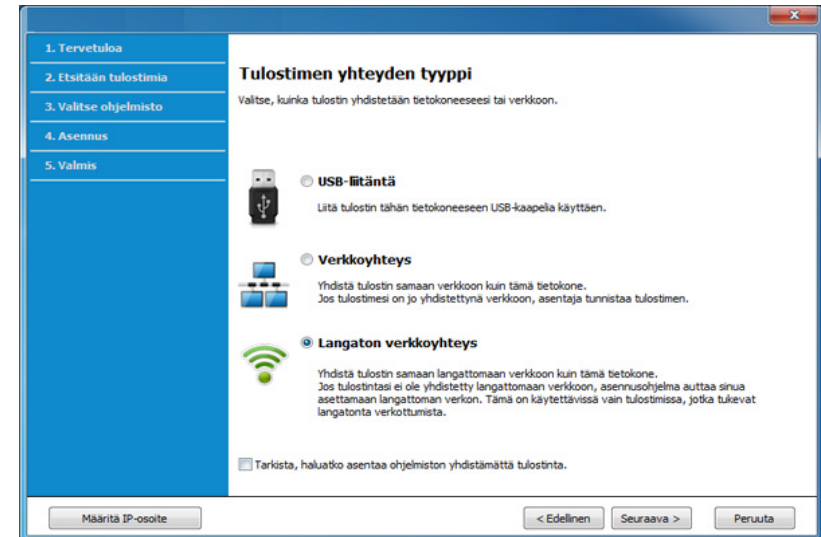 1. Tervetuloa
2. Etsitään tulostimia
3. Valitse ohjelmisto
4. Asennus
5. Valmis
Tulostimen yhteyden tyyppi
Valitse, kuinka tulostin yhdistetään tietokoneeseesi tai verkkoon.
USB-liitäntä
Liitä tulostin tähän tietokoneeseen USB-kaapelia käyttäen.
Verkkoyhteys
Yhdistä tulostin samaan verkkoon kuin tämä tietokone.
Jos tulostimesi on jo yhdistettynä verkkoon, asentaja tunnistaa tulostimen.
Langaton verkkoyhteys
Yhdistä tulostin samaan langattomaan verkkoon kuin tämä tietokone.
Jos tulostintasi ei ole yhdistetty langattomaan verkkoon, asennusohjelma auttaa sinua
asettamaan langattoman verkon. Tämä on käytettävissä vain tulostimissa, jotka tukevat
langatonta verkottumista.
Tarkista, haluatko asentaa ohjelmiston yhdistämättä tulostinta.
Määritä IP-osoite
< Edellinen
Seuraava >
Peruuta